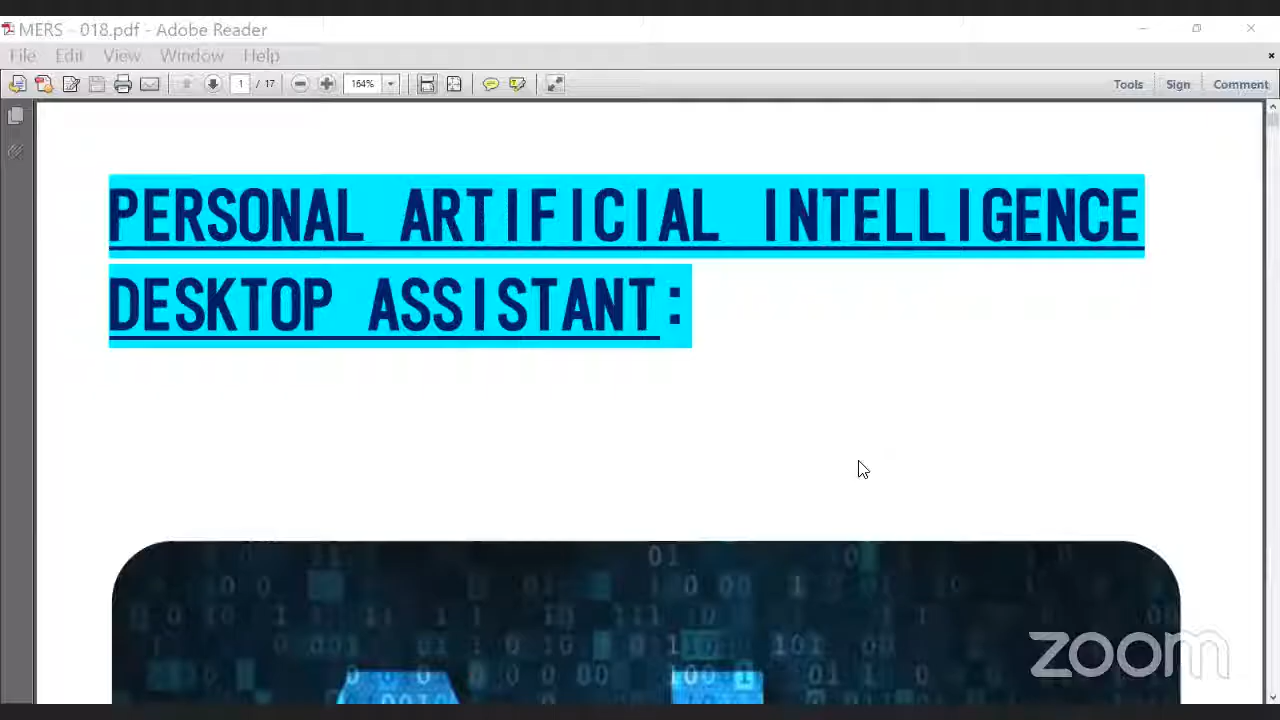 MERS - 018.pdf - Adobe Reader
File Edit View Window Help
1 / 17 164% Tools Sign Comment
PERSONAL ARTIFICIAL INTELLIGENCE
DESKTOP ASSISTANT:
zoom